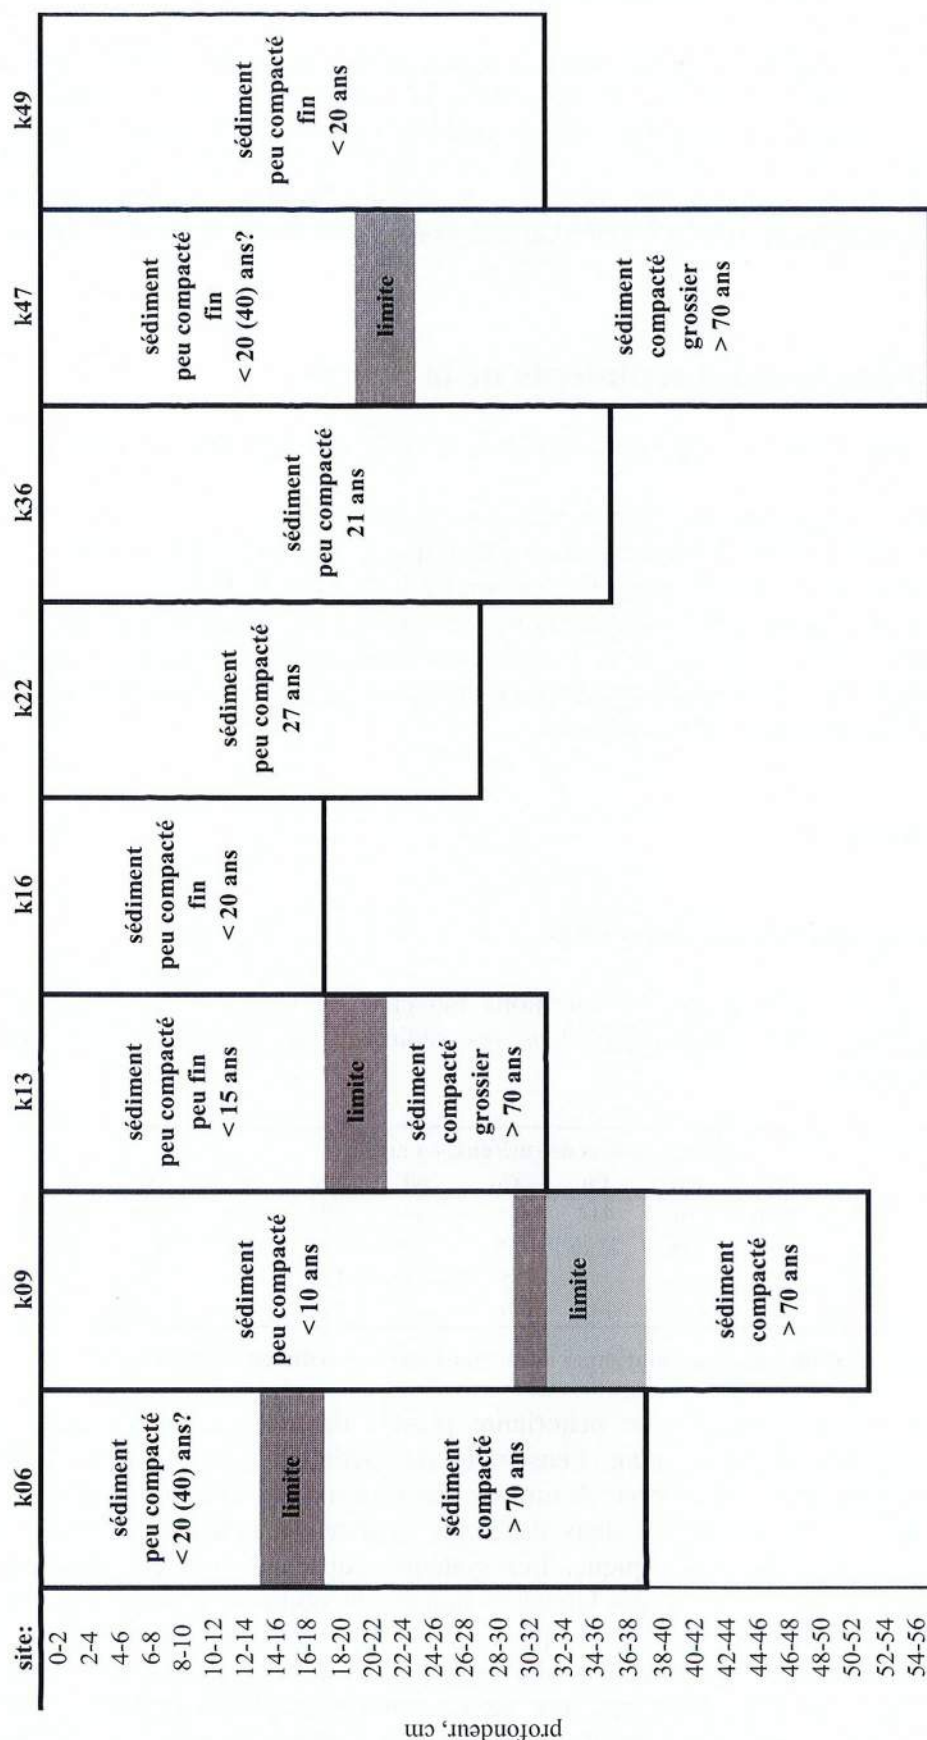 site:
k06
k09
k13
k16
k22
k36
k47
k49
profondeur, cm
0-2
2-4
4-6
6-8
8-10
10-12
12-14
14-16
16-18
18-20
20-22
22-24
24-26
26-28
28-30
30-32
32-34
34-36
36-38
38-40
40-42
42-44
44-46
46-48
48-50
50-52
52-54
54-56
sédiment
peu compacté
< 20 (40) ans?
limite
sédiment
compacté
> 70 ans
sédiment
peu compacté
< 10 ans
limite
sédiment
compacté
> 70 ans
sédiment
peu compacté
peu fin
< 15 ans
limite
sédiment
compacté
grossier
> 70 ans
sédiment
peu compacté
fin
< 20 ans
sédiment
peu compacté
27 ans
sédiment
peu compacté
21 ans
sédiment
peu compacté
fin
< 20 (40) ans?
limite
sédiment
compacté
grossier
> 70 ans
sédiment
peu compacté
fin
< 20 ans